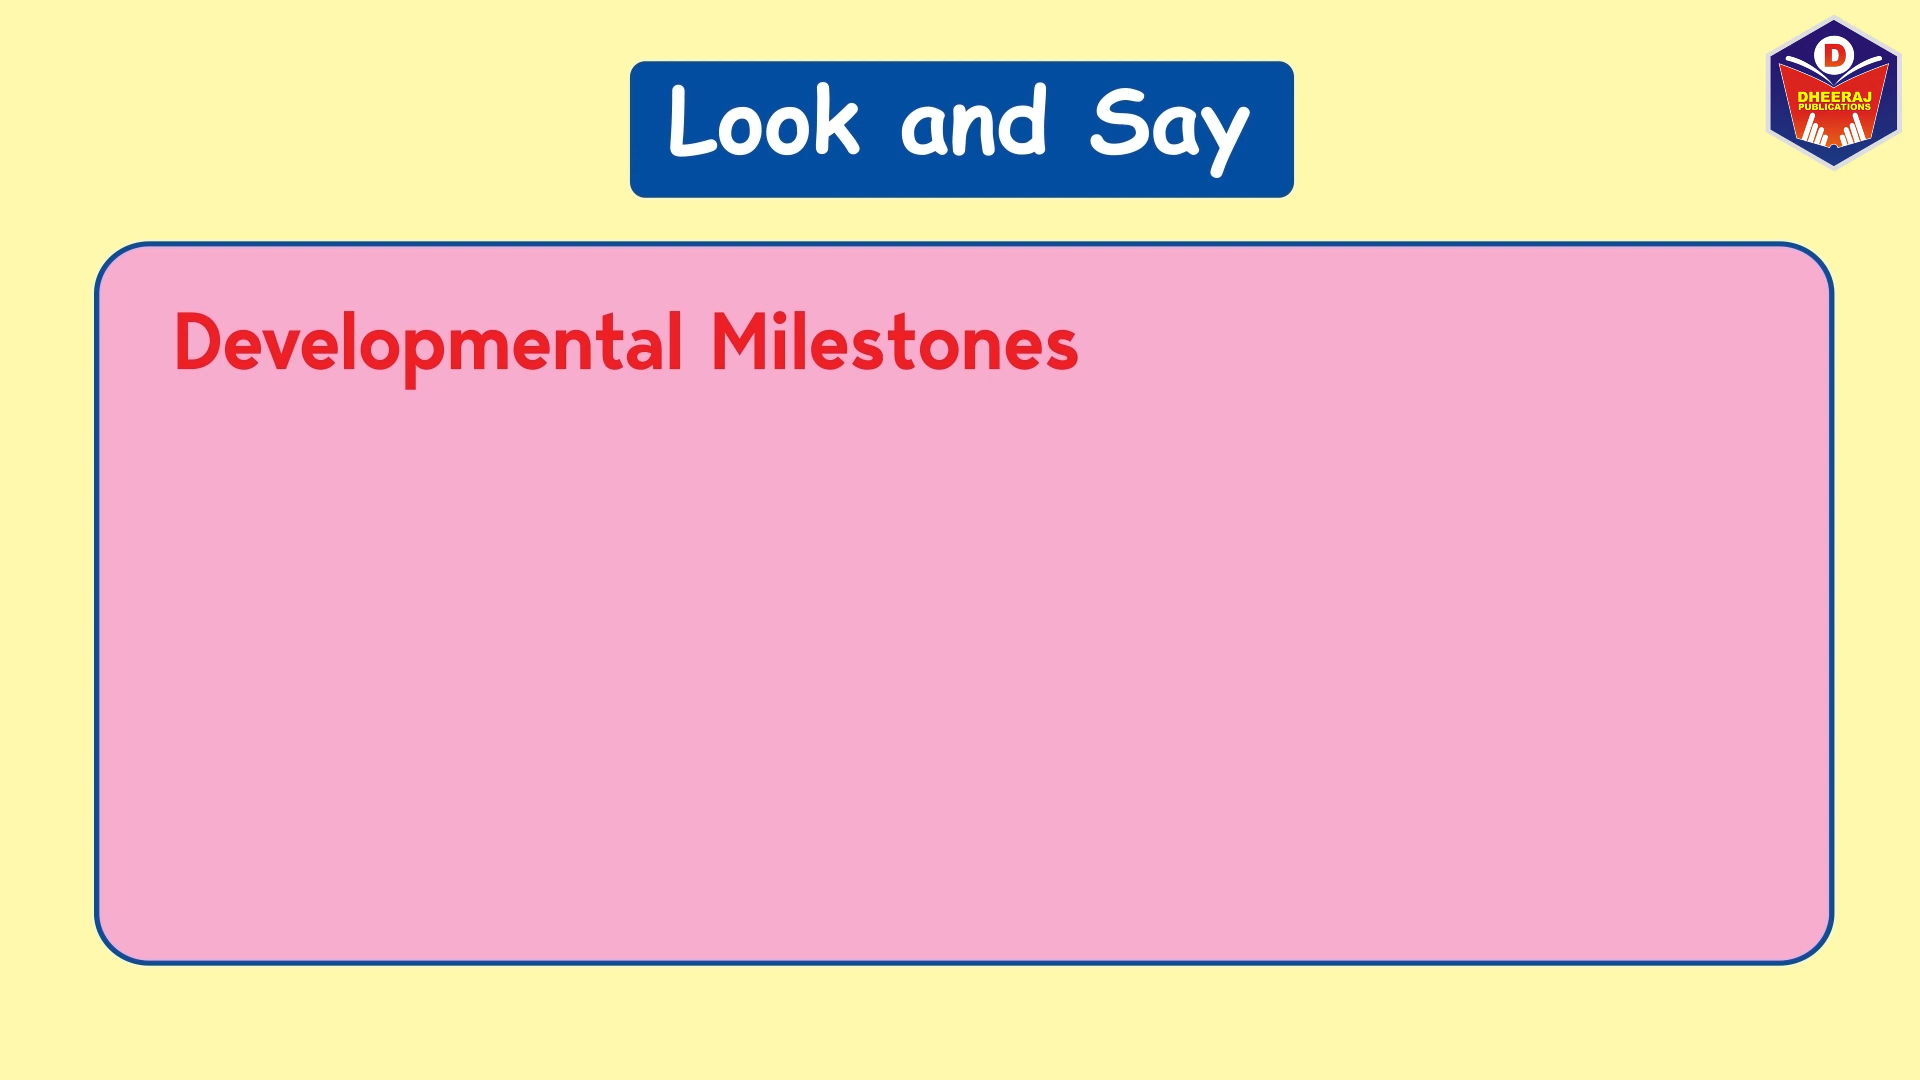 Look and Say
D
DHEERAJ
PUBLICATIONS
Developmental Milestones